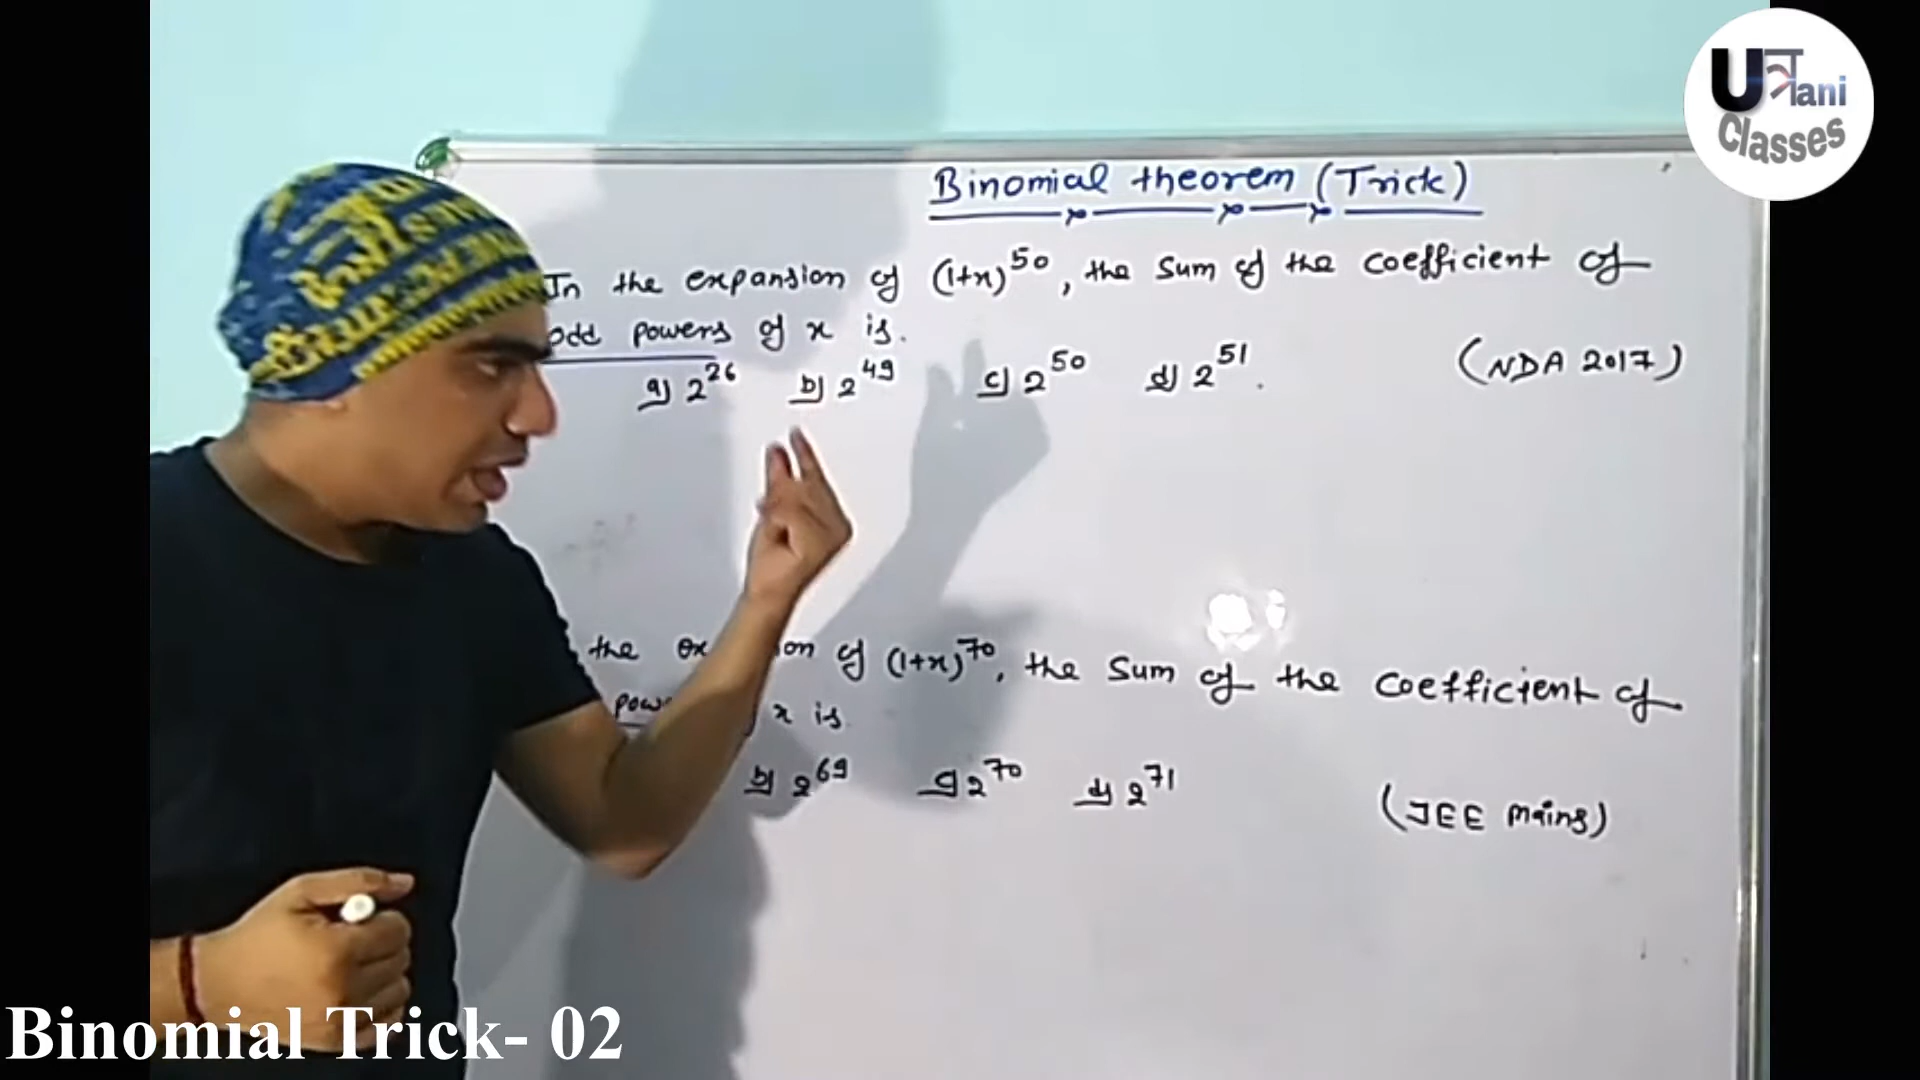 Uत्रani
Classes
Binomial theorem (Trick)
In the expansion of (1+x)^50, the sum of the coefficient of
odd powers of x is.
a) 2^26 b) 2^49 c) 2^50 d) 2^51.
(NDA 2017)
the on of (1+x)^70, the sum of the coefficient of
x is.
b) 2^69 c) 2^70 d) 2^71
(JEE mains)
Binomial Trick- 02